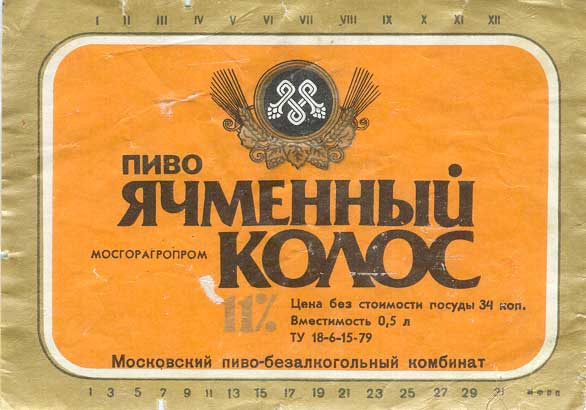 I II III IV V VI VII VIII IX X XI XII
ПИВО
ЯЧМЕННЫЙ
МОСГОРАГРОПРОМ КОЛОС
11% Цена без стоимости посуды 34 коп.
Вместимость 0,5 л
ТУ 18-6-15-79
Московский пиво-безалкогольный комбинат
1 3 5 7 9 11 13 15 17 19 21 23 25 27 29 31